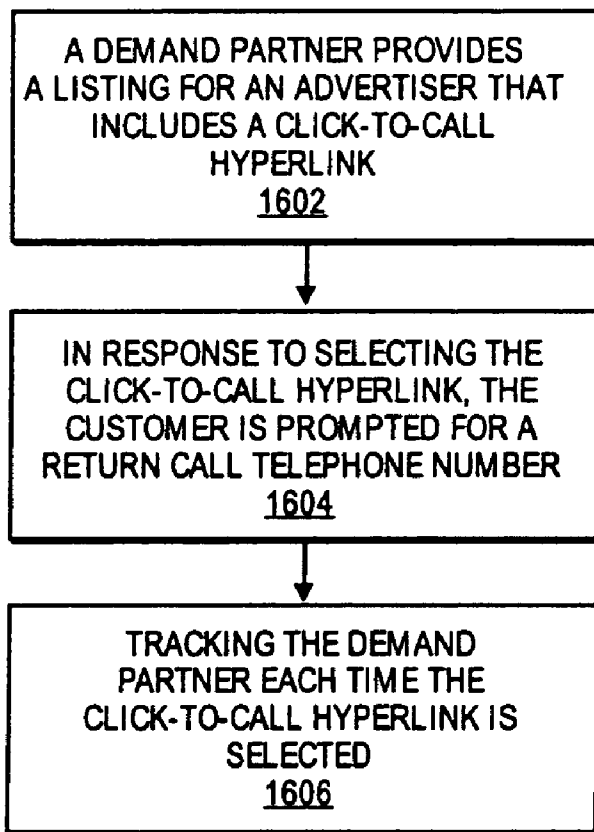 A DEMAND PARTNER PROVIDES
A LISTING FOR AN ADVERTISER THAT
INCLUDES A CLICK-TO-CALL
HYPERLINK
1602
IN RESPONSE TO SELECTING THE
CLICK-TO-CALL HYPERLINK, THE
CUSTOMER IS PROMPTED FOR A
RETURN CALL TELEPHONE NUMBER
1604
TRACKING THE DEMAND
PARTNER EACH TIME THE
CLICK-TO-CALL HYPERLINK IS
SELECTED
1606